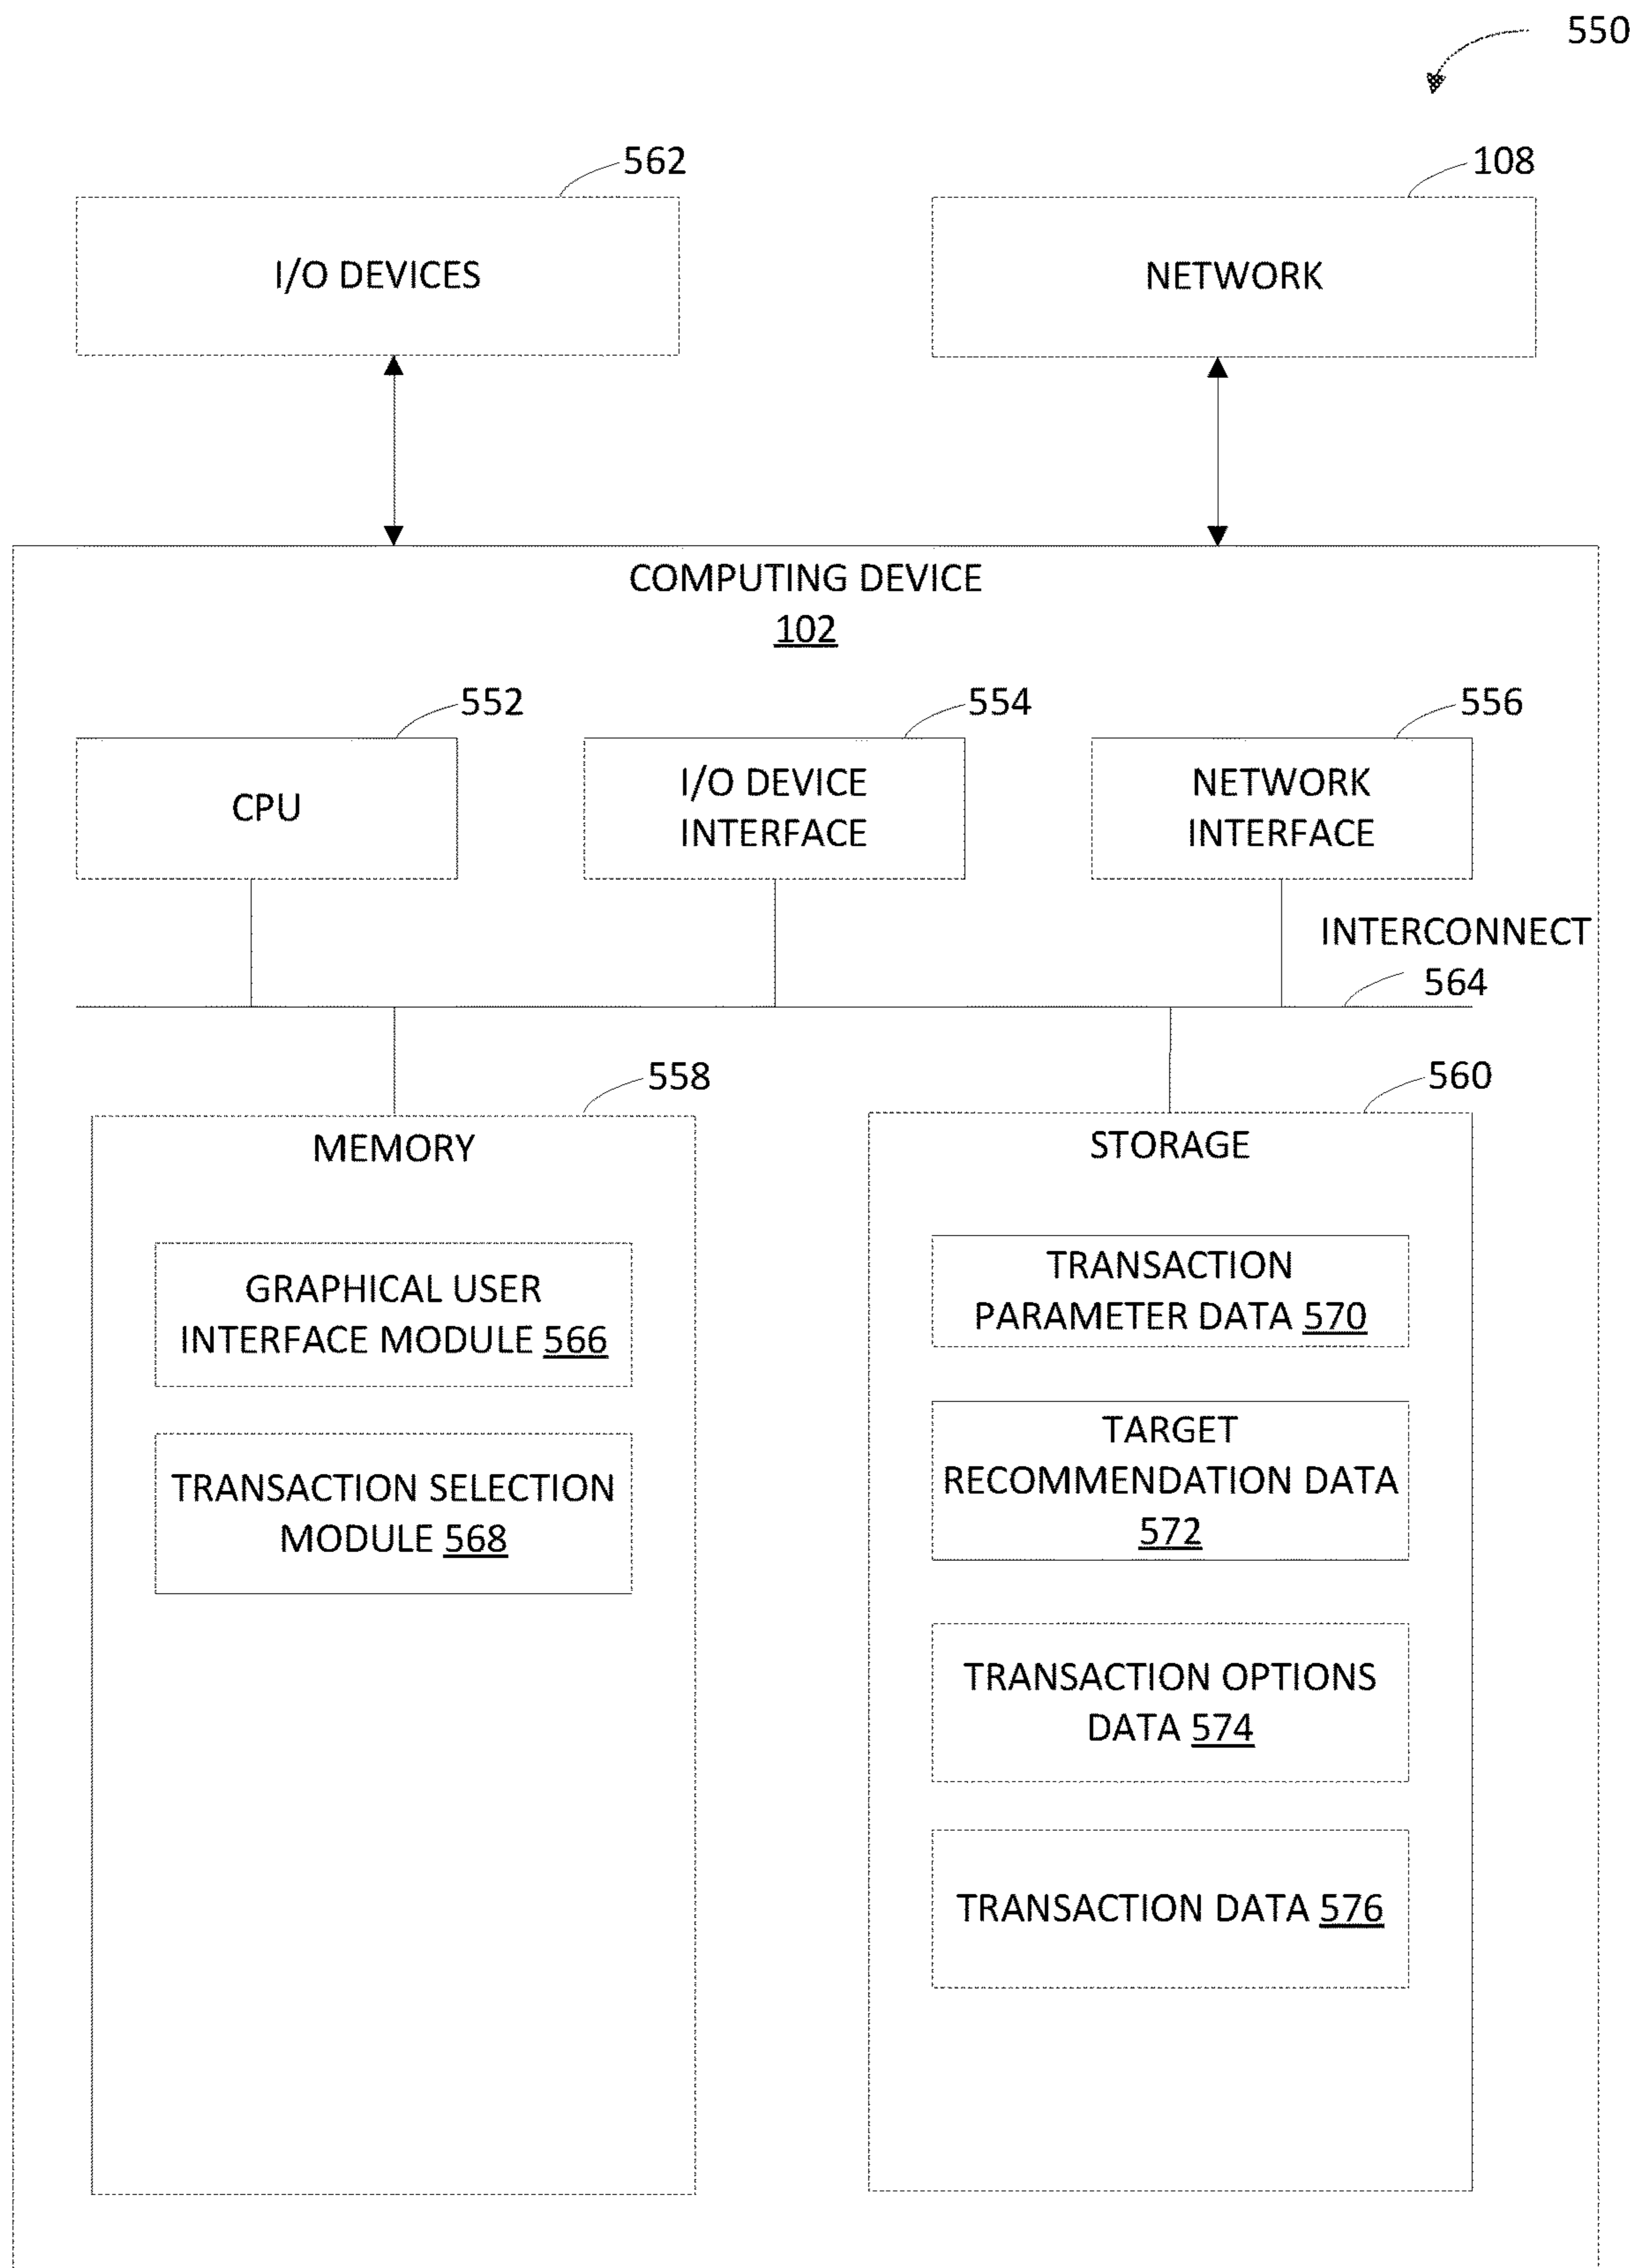 550
562
108
I/O DEVICES
NETWORK
COMPUTING DEVICE
102
552
554
556
CPU
I/O DEVICE
INTERFACE
NETWORK
INTERFACE
INTERCONNECT
564
558
560
MEMORY
GRAPHICAL USER
INTERFACE MODULE 566
TRANSACTION SELECTION
MODULE 568
STORAGE
TRANSACTION
PARAMETER DATA 570
TARGET
RECOMMENDATION DATA
572
TRANSACTION OPTIONS
DATA 574
TRANSACTION DATA 576